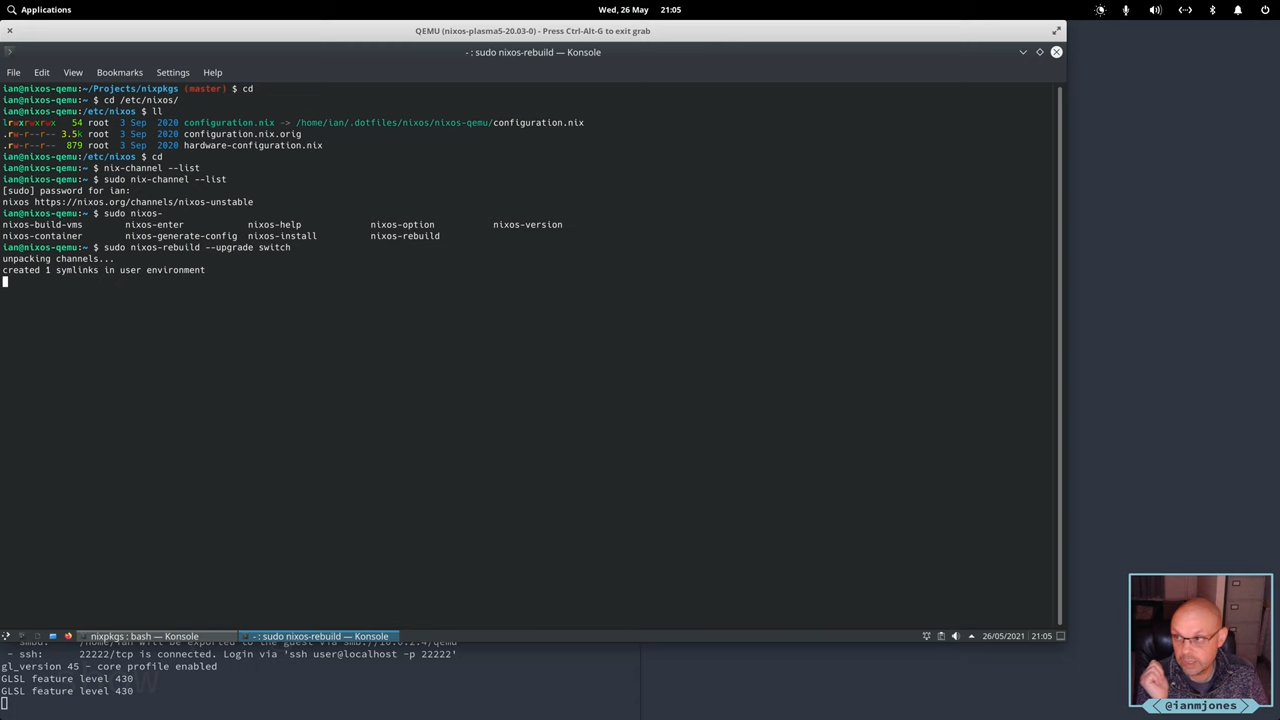 Applications
Wed, 26 May 21:05
QEMU (nixos-plasma5-20.03-0) - Press Ctrl-Alt-G to exit grab
- : sudo nixos-rebuild — Konsole
File Edit View Bookmarks Settings Help
ian@nixos-qemu:~/Projects/nixpkgs (master) $ cd
ian@nixos-qemu:~ $ cd /etc/nixos/
ian@nixos-qemu:/etc/nixos $ ll
lrwxrwxrwx 54 root 3 Sep 2020 configuration.nix -> /home/ian/.dotfiles/nixos/nixos-qemu/configuration.nix
.rw-r--r-- 3.5k root 3 Sep 2020 configuration.nix.orig
.rw-r--r-- 879 root 3 Sep 2020 hardware-configuration.nix
ian@nixos-qemu:/etc/nixos $ cd
ian@nixos-qemu:~ $ nix-channel --list
ian@nixos-qemu:~ $ sudo nix-channel --list
[sudo] password for ian:
nixos https://nixos.org/channels/nixos-unstable
ian@nixos-qemu:~ $ sudo nixos-
nixos-build-vms nixos-enter nixos-help nixos-option nixos-version
nixos-container nixos-generate-config nixos-install nixos-rebuild
ian@nixos-qemu:~ $ sudo nixos-rebuild --upgrade switch
unpacking channels...
created 1 symlinks in user environment
nixpkgs : bash — Konsole
- : sudo nixos-rebuild — Konsole
26/05/2021 21:05
- ssh: 22222/tcp is connected. Login via 'ssh user@localhost -p 22222'
gl_version 45 - core profile enabled
GLSL feature level 430
GLSL feature level 430
@ianmjones